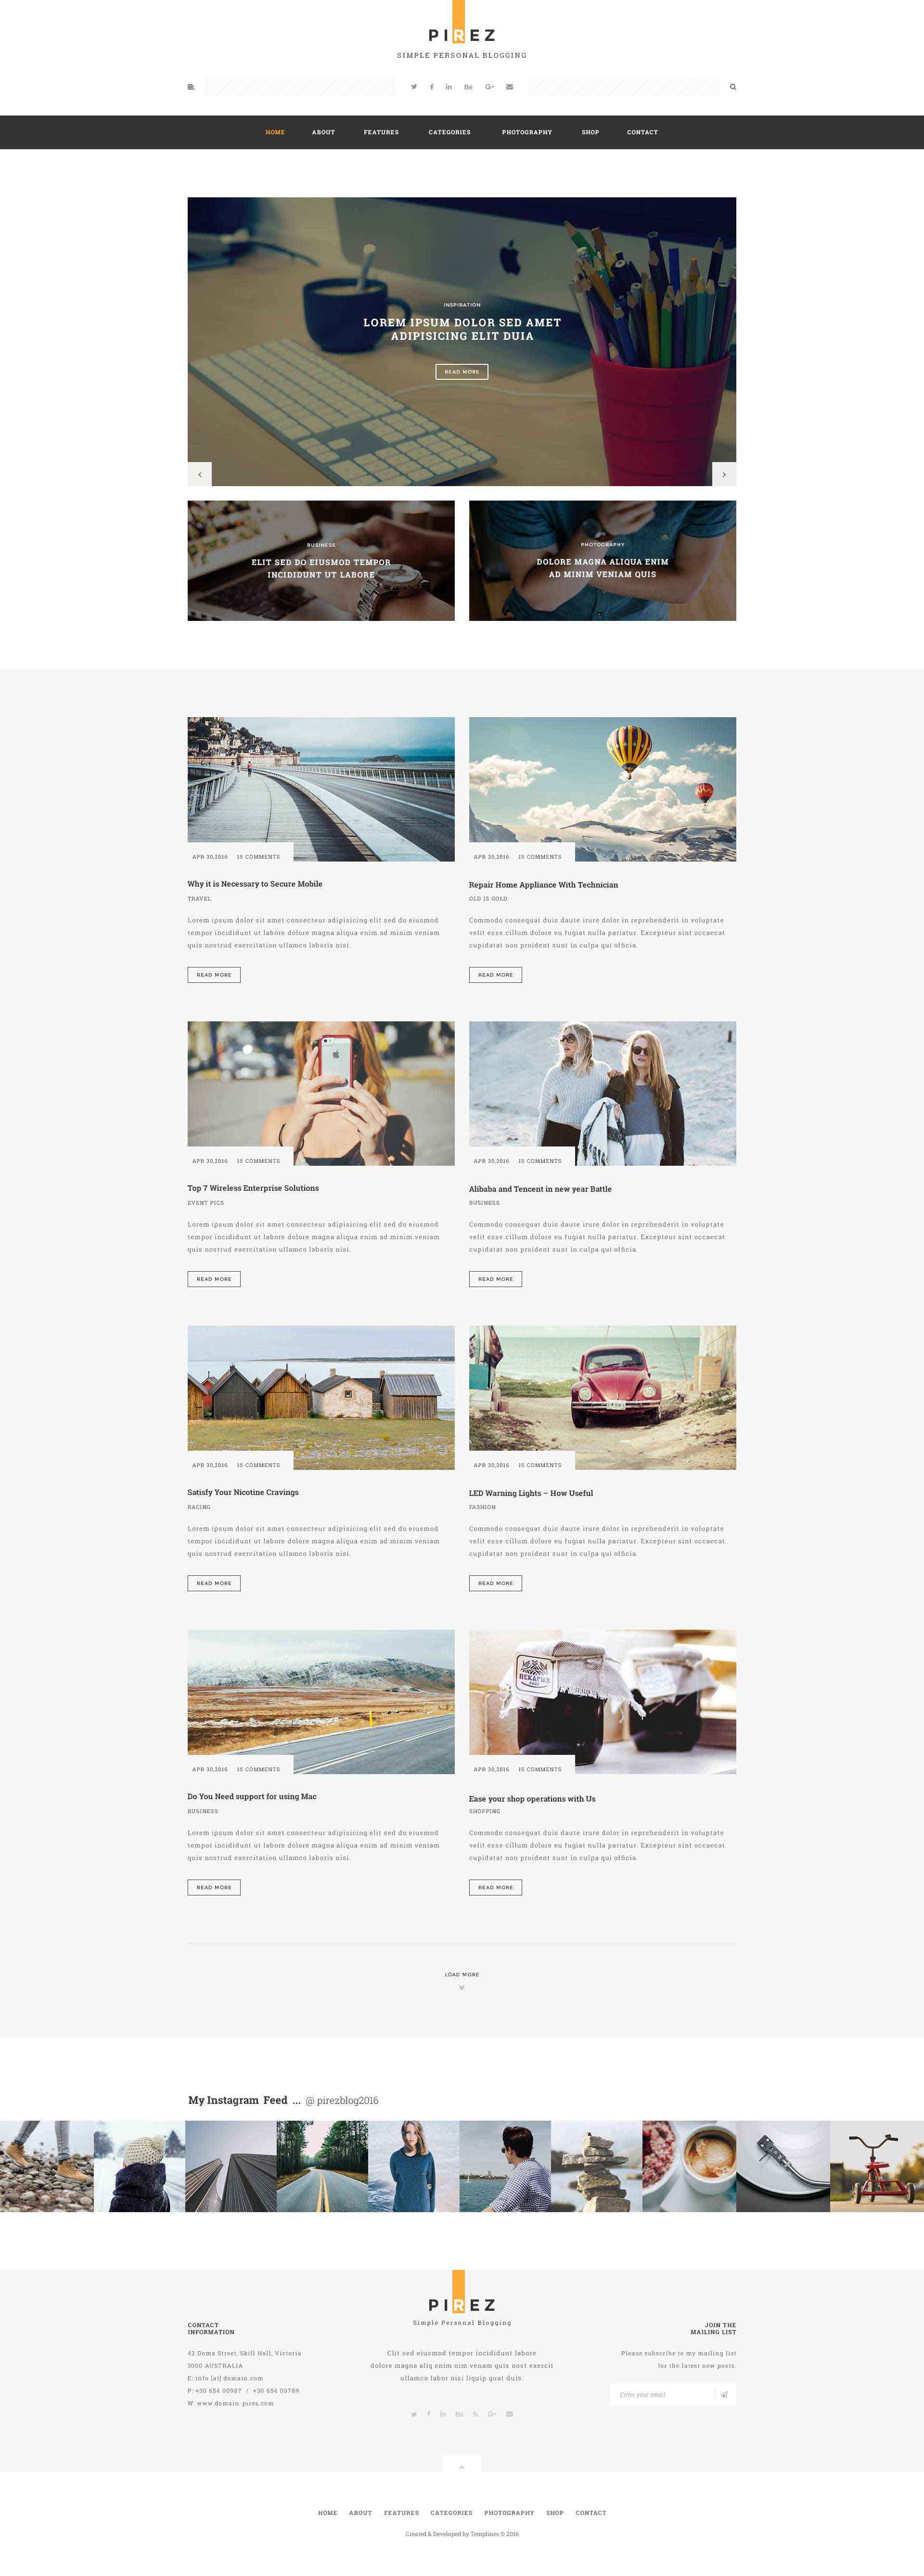 PIREZ
SIMPLE PERSONAL BLOGGING
Be G+
HOME ABOUT FEATURES CATEGORIES PHOTOGRAPHY SHOP CONTACT
INSPIRATION
LOREM IPSUM DOLOR SED AMET
ADIPISICING ELIT DUIA
READ MORE
BUSINESS
ELIT SED DO EIUSMOD TEMPOR
INCIDIDUNT UT LABORE
PHOTOGRAPHY
DOLORE MAGNA ALIQUA ENIM
AD MINIM VENIAM QUIS
APR 30,2016 15 COMMENTS
Why it is Necessary to Secure Mobile
TRAVEL
Lorem ipsum dolor sit amet consecteur adipisicing elit sed do eiusmod
tempor incididunt ut labore dolore magna aliqua enim ad minim veniam
quis nostrud exercitation ullamco laboris nisi.
READ MORE
APR 30,2016 15 COMMENTS
Repair Home Appliance With Technician
OLD IS GOLD
Commodo consequat duis daute irure dolor in reprehenderit in voluptate
velit esse cillum dolore eu fugiat nulla pariatur. Excepteur sint occaecat
cupidatat non proident sunt in culpa qui officia.
READ MORE
APR 30,2016 15 COMMENTS
Top 7 Wireless Enterprise Solutions
EVENT PICS
Lorem ipsum dolor sit amet consecteur adipisicing elit sed do eiusmod
tempor incididunt ut labore dolore magna aliqua enim ad minim veniam
quis nostrud exercitation ullamco laboris nisi.
READ MORE
APR 30,2016 15 COMMENTS
Alibaba and Tencent in new year Battle
BUSINESS
Commodo consequat duis daute irure dolor in reprehenderit in voluptate
velit esse cillum dolore eu fugiat nulla pariatur. Excepteur sint occaecat
cupidatat non proident sunt in culpa qui officia.
READ MORE
APR 30,2016 15 COMMENTS
Satisfy Your Nicotine Cravings
RACING
Lorem ipsum dolor sit amet consecteur adipisicing elit sed do eiusmod
tempor incididunt ut labore dolore magna aliqua enim ad minim veniam
quis nostrud exercitation ullamco laboris nisi.
READ MORE
APR 30,2016 15 COMMENTS
LED Warning Lights – How Useful
FASHION
Commodo consequat duis daute irure dolor in reprehenderit in voluptate
velit esse cillum dolore eu fugiat nulla pariatur. Excepteur sint occaecat
cupidatat non proident sunt in culpa qui officia.
READ MORE
APR 30,2016 15 COMMENTS
Do You Need support for using Mac
BUSINESS
Lorem ipsum dolor sit amet consecteur adipisicing elit sed do eiusmod
tempor incididunt ut labore dolore magna aliqua enim ad minim veniam
quis nostrud exercitation ullamco laboris nisi.
READ MORE
ПЕКАРНЯ
APR 30,2016 15 COMMENTS
Ease your shop operations with Us
SHOPPING
Commodo consequat duis daute irure dolor in reprehenderit in voluptate
velit esse cillum dolore eu fugiat nulla pariatur. Excepteur sint occaecat
cupidatat non proident sunt in culpa qui officia.
READ MORE
LOAD MORE
My Instagram Feed ... @ pirezblog2016
PIREZ
Simple Personal Blogging
CONTACT
INFORMATION
42 Doma Street, Skill Hall, Victoria
3000 AUSTRALIA
E: info [at] domain.com
P: +30 654 00987 / +30 654 00789
W: www.domain-pirez.com
Clit sed eiusmod tempor incididunt labore
dolore magna aliq enim nim venam quis nost exercit
ullamco labor nisi liquip quat duis.
Be G+
JOIN THE
MAILING LIST
Please subscribe to my mailing list
for the latest new posts.
Enter your email
HOME ABOUT FEATURES CATEGORIES PHOTOGRAPHY SHOP CONTACT
Created & Developed by Templines © 2016